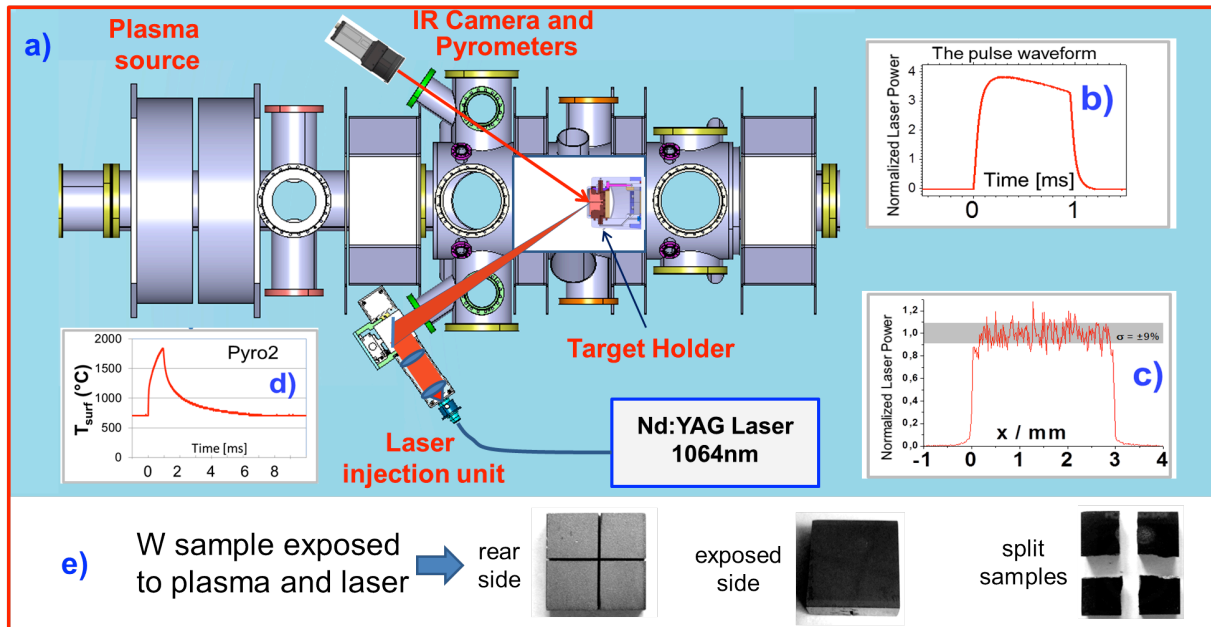 a)
Plasma
source
IR Camera and
Pyrometers
The pulse waveform
b)
Normalized Laser Power
4
3
2
1
0
Time [ms]
0
1
Target Holder
Laser
injection unit
Nd:YAG Laser
1064nm
Normalized Laser Power
1,2
1,0
0,8
0,6
0,4
0,2
0,0
σ = ±9%
c)
x / mm
-1
0
1
2
3
4
Pyro2
d)
Tsurf (°C)
2000
1500
1000
500
0
Time [ms]
0
2
4
6
8
e)
W sample exposed
to plasma and laser
rear
side
exposed
side
split
samples